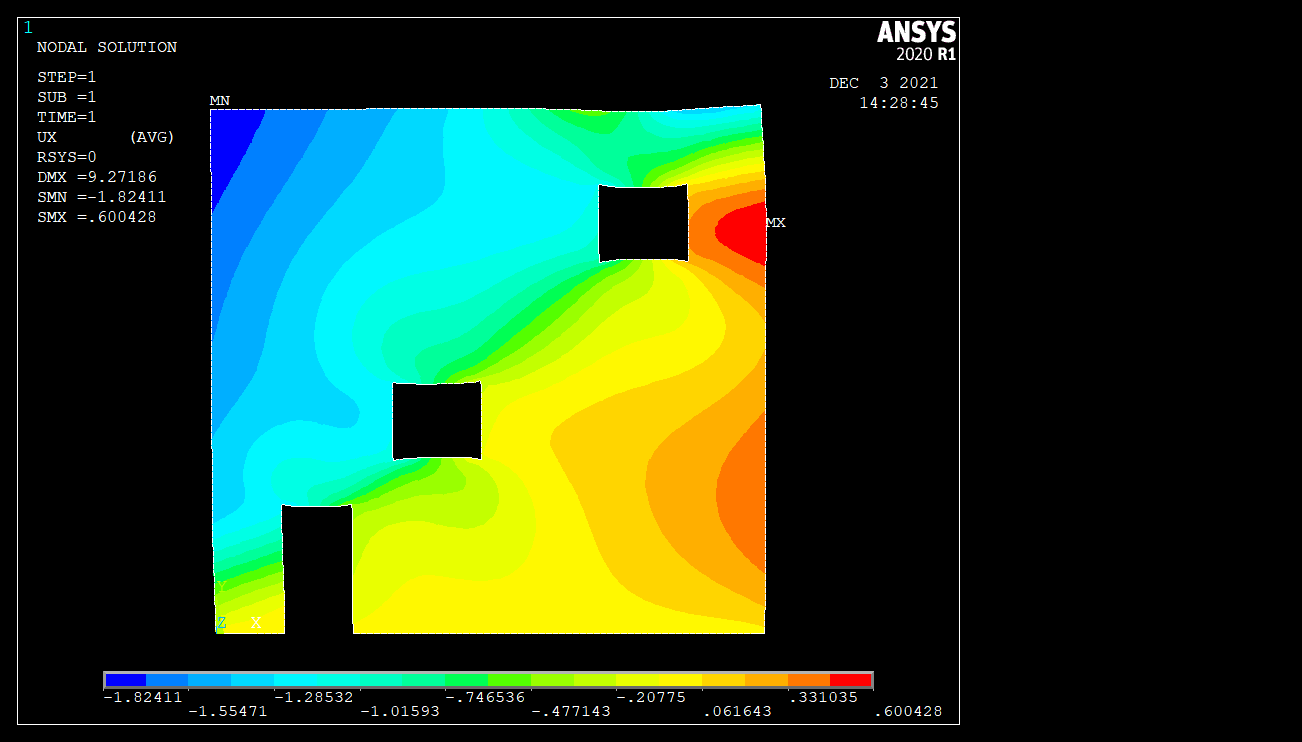 1
ANSYS
2020 R1
NODAL SOLUTION
STEP=1
SUB =1
TIME=1
UX (AVG)
RSYS=0
DMX =9.27186
SMN =-1.82411
SMX =.600428
DEC 3 2021
14:28:45
MN
MX
Y
Z X
-1.82411 -1.28532 -.746536 -.20775 .331035
-1.55471 -1.01593 -.477143 .061643 .600428